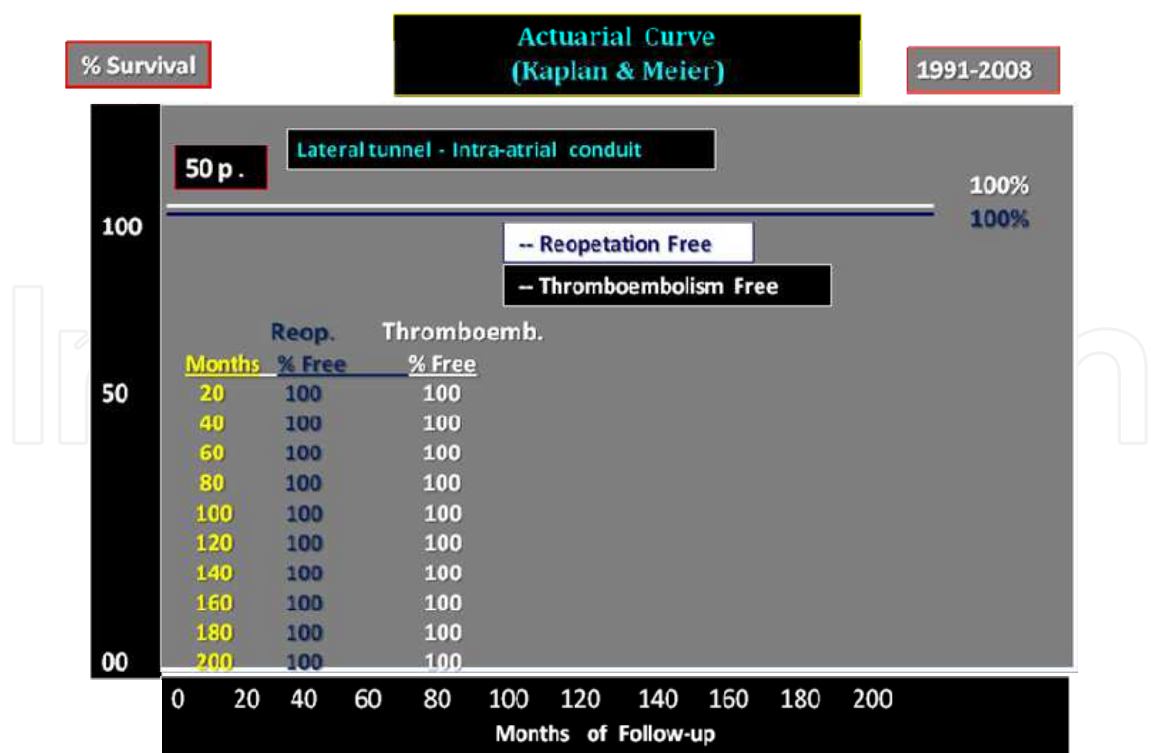 Actuarial Curve
(Kaplan & Meier)
% Survival
1991-2008
Lateral tunnel - Intra-atrial conduit
50 p.
100%
100%
100
-- Reopetation Free
-- Thromboembolism Free
Reop. Thromboemb.
Months % Free % Free
50
20 100 100
40 100 100
60 100 100
80 100 100
100 100 100
120 100 100
140 100 100
160 100 100
180 100 100
00
200 100 100
0 20 40 60 80 100 120 140 160 180 200
Months of Follow-up